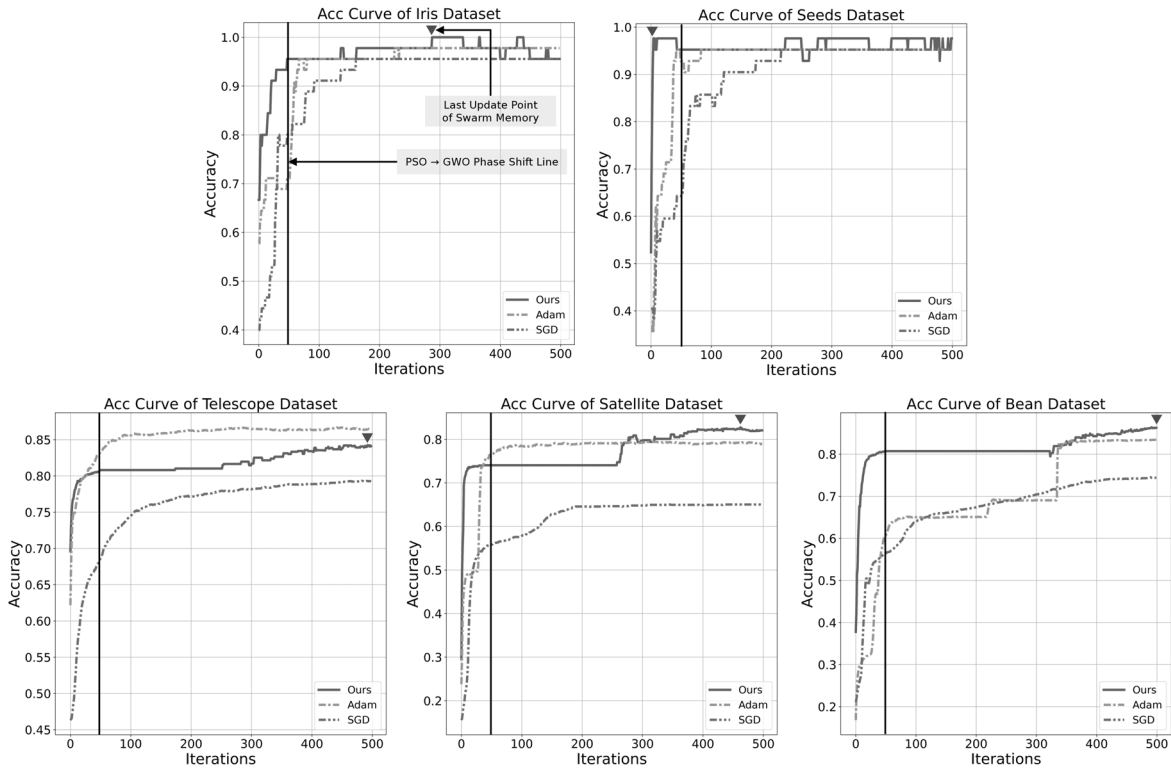 Acc Curve of Iris Dataset
1.0
0.9
0.8
0.7
0.6
0.5
0.4
Accuracy
Last Update Point
of Swarm Memory
PSO → GWO Phase Shift Line
Ours
Adam
SGD
0 100 200 300 400 500
Iterations
Acc Curve of Seeds Dataset
1.0
0.9
0.8
0.7
0.6
0.5
0.4
Accuracy
Ours
Adam
SGD
0 100 200 300 400 500
Iterations
Acc Curve of Telescope Dataset
0.85
0.80
0.75
0.70
0.65
0.60
0.55
0.50
0.45
Accuracy
Ours
Adam
SGD
0 100 200 300 400 500
Iterations
Acc Curve of Satellite Dataset
0.8
0.7
0.6
0.5
0.4
0.3
0.2
Accuracy
Ours
Adam
SGD
0 100 200 300 400 500
Iterations
Acc Curve of Bean Dataset
0.8
0.7
0.6
0.5
0.4
0.3
0.2
Accuracy
Ours
Adam
SGD
0 100 200 300 400 500
Iterations